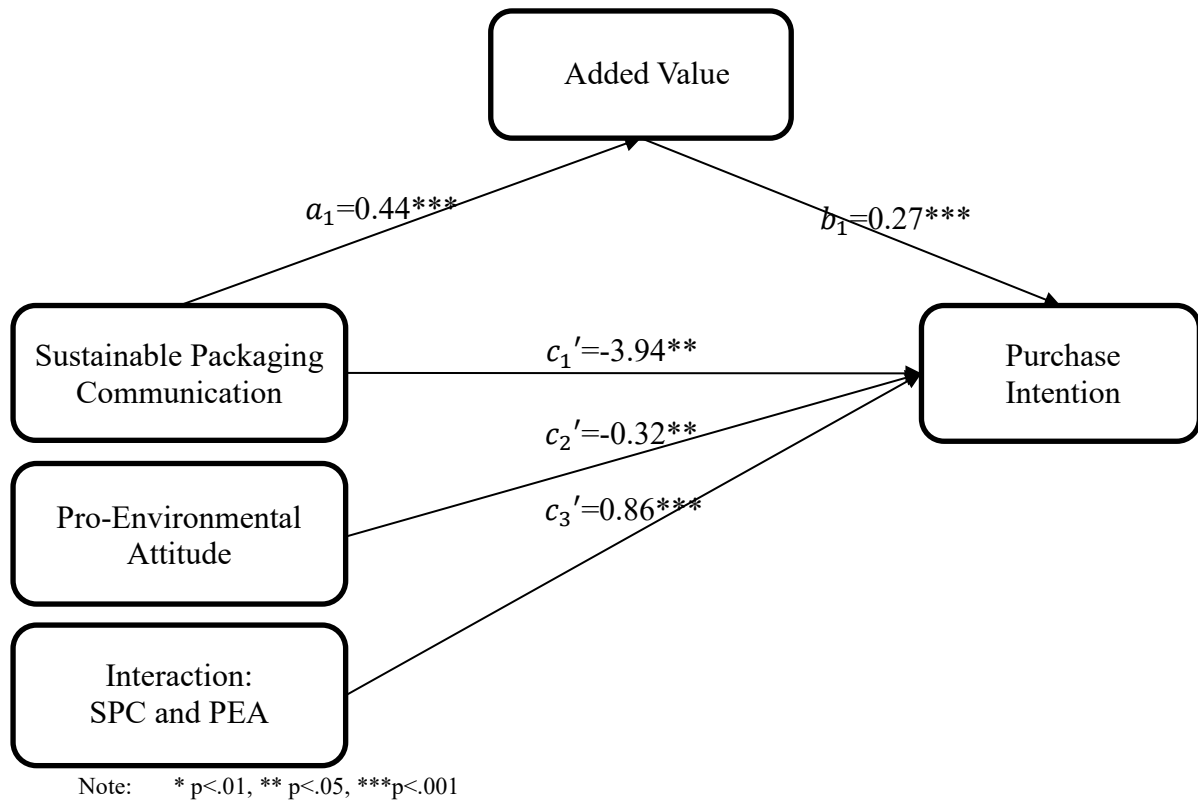 Added Value
a₁=0.44***
b₁=0.27***
Sustainable Packaging
Communication
c₁′=-3.94**
Purchase
Intention
c₂′=-0.32**
Pro-Environmental
Attitude
c₃′=0.86***
Interaction:
SPC and PEA
Note: * p<.01, ** p<.05, ***p<.001